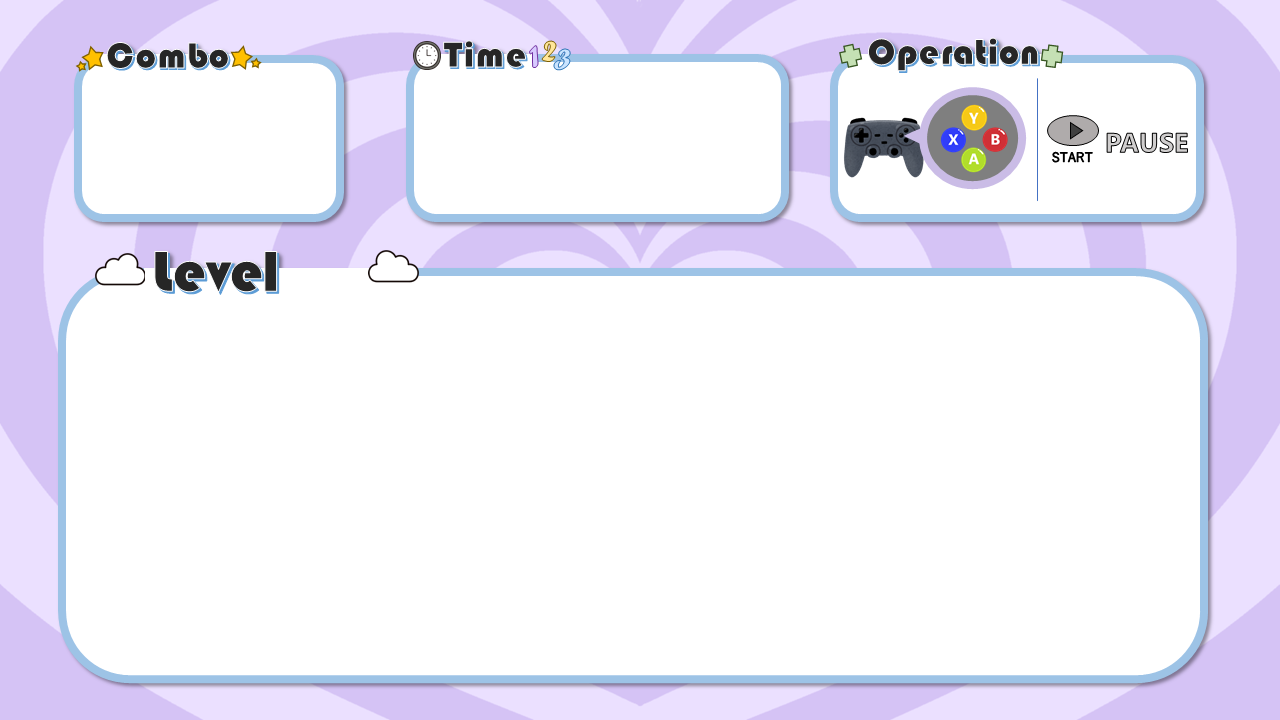 Combo
Time123
Operation
Y
X
B
A
START
PAUSE
Level